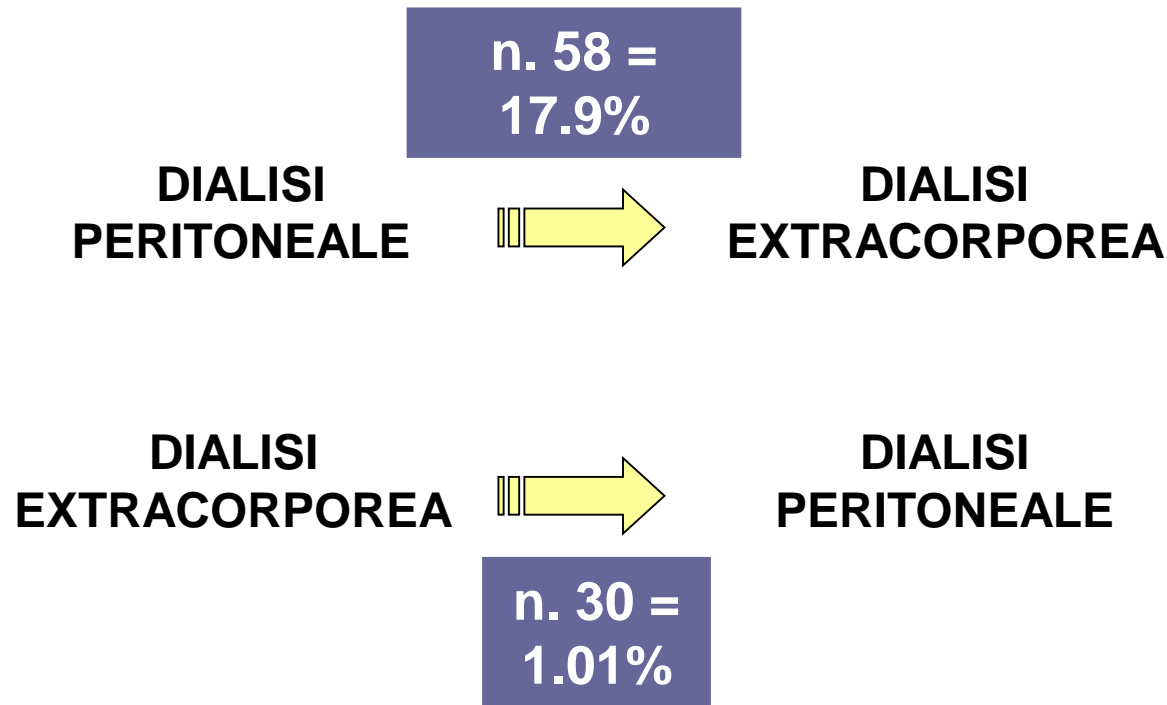 n. 58 =
17.9%
DIALISI
PERITONEALE
DIALISI
EXTRACORPOREA
DIALISI
EXTRACORPOREA
DIALISI
PERITONEALE
n. 30 =
1.01%